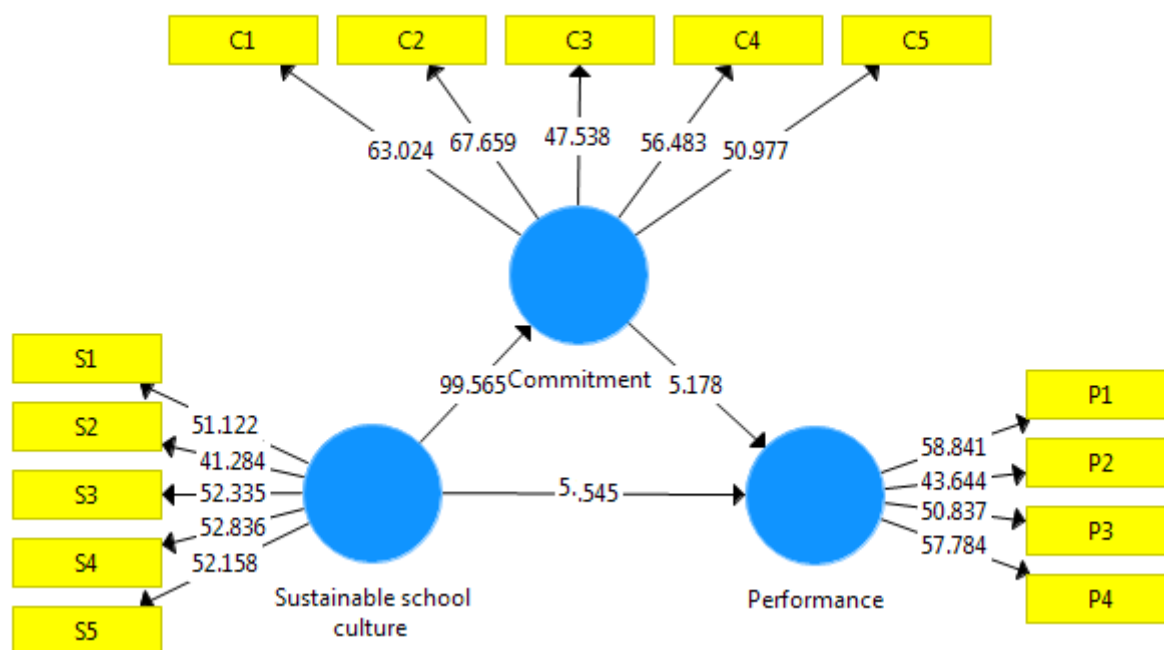 C1
C2
C3
C4
C5
63.024
67.659
47.538
56.483
50.977
S1
S2
S3
S4
S5
51.122
41.284
52.335
52.836
52.158
99.565
Commitment
5.178
5. .545
P1
P2
P3
P4
58.841
43.644
50.837
57.784
Sustainable school
culture
Performance